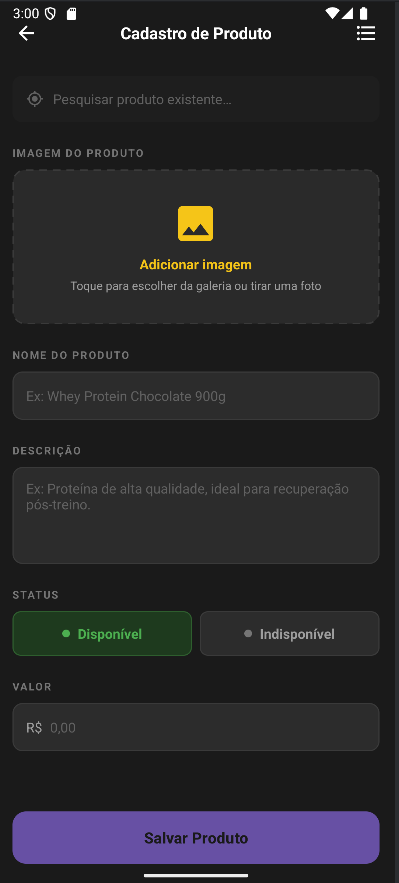 3:00
Cadastro de Produto
Pesquisar produto existente...
IMAGEM DO PRODUTO
Adicionar imagem
Toque para escolher da galeria ou tirar uma foto
NOME DO PRODUTO
Ex: Whey Protein Chocolate 900g
DESCRIÇÃO
Ex: Proteína de alta qualidade, ideal para recuperação
pós-treino.
STATUS
Disponível
Indisponível
VALOR
R$ 0,00
Salvar Produto